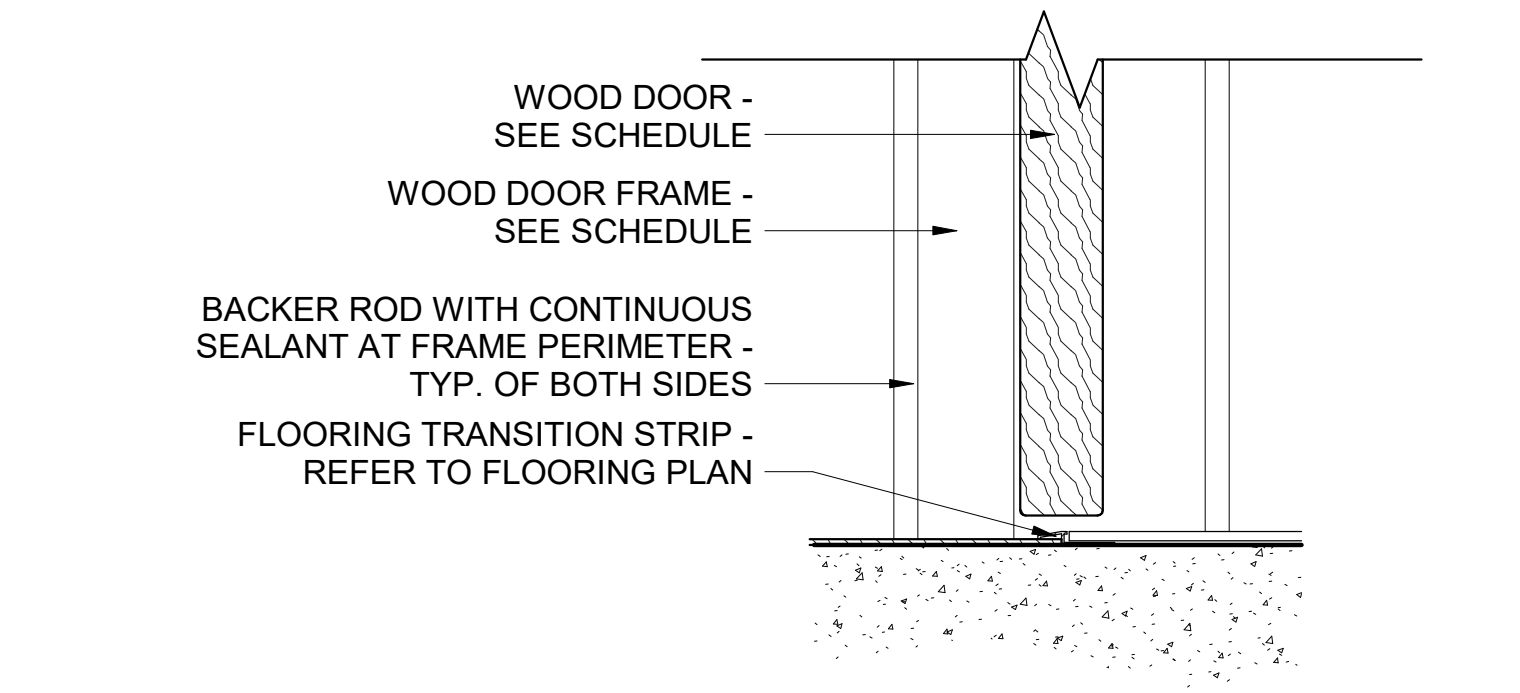 WOOD DOOR -
SEE SCHEDULE
WOOD DOOR FRAME -
SEE SCHEDULE
BACKER ROD WITH CONTINUOUS
SEALANT AT FRAME PERIMETER -
TYP. OF BOTH SIDES
FLOORING TRANSITION STRIP -
REFER TO FLOORING PLAN